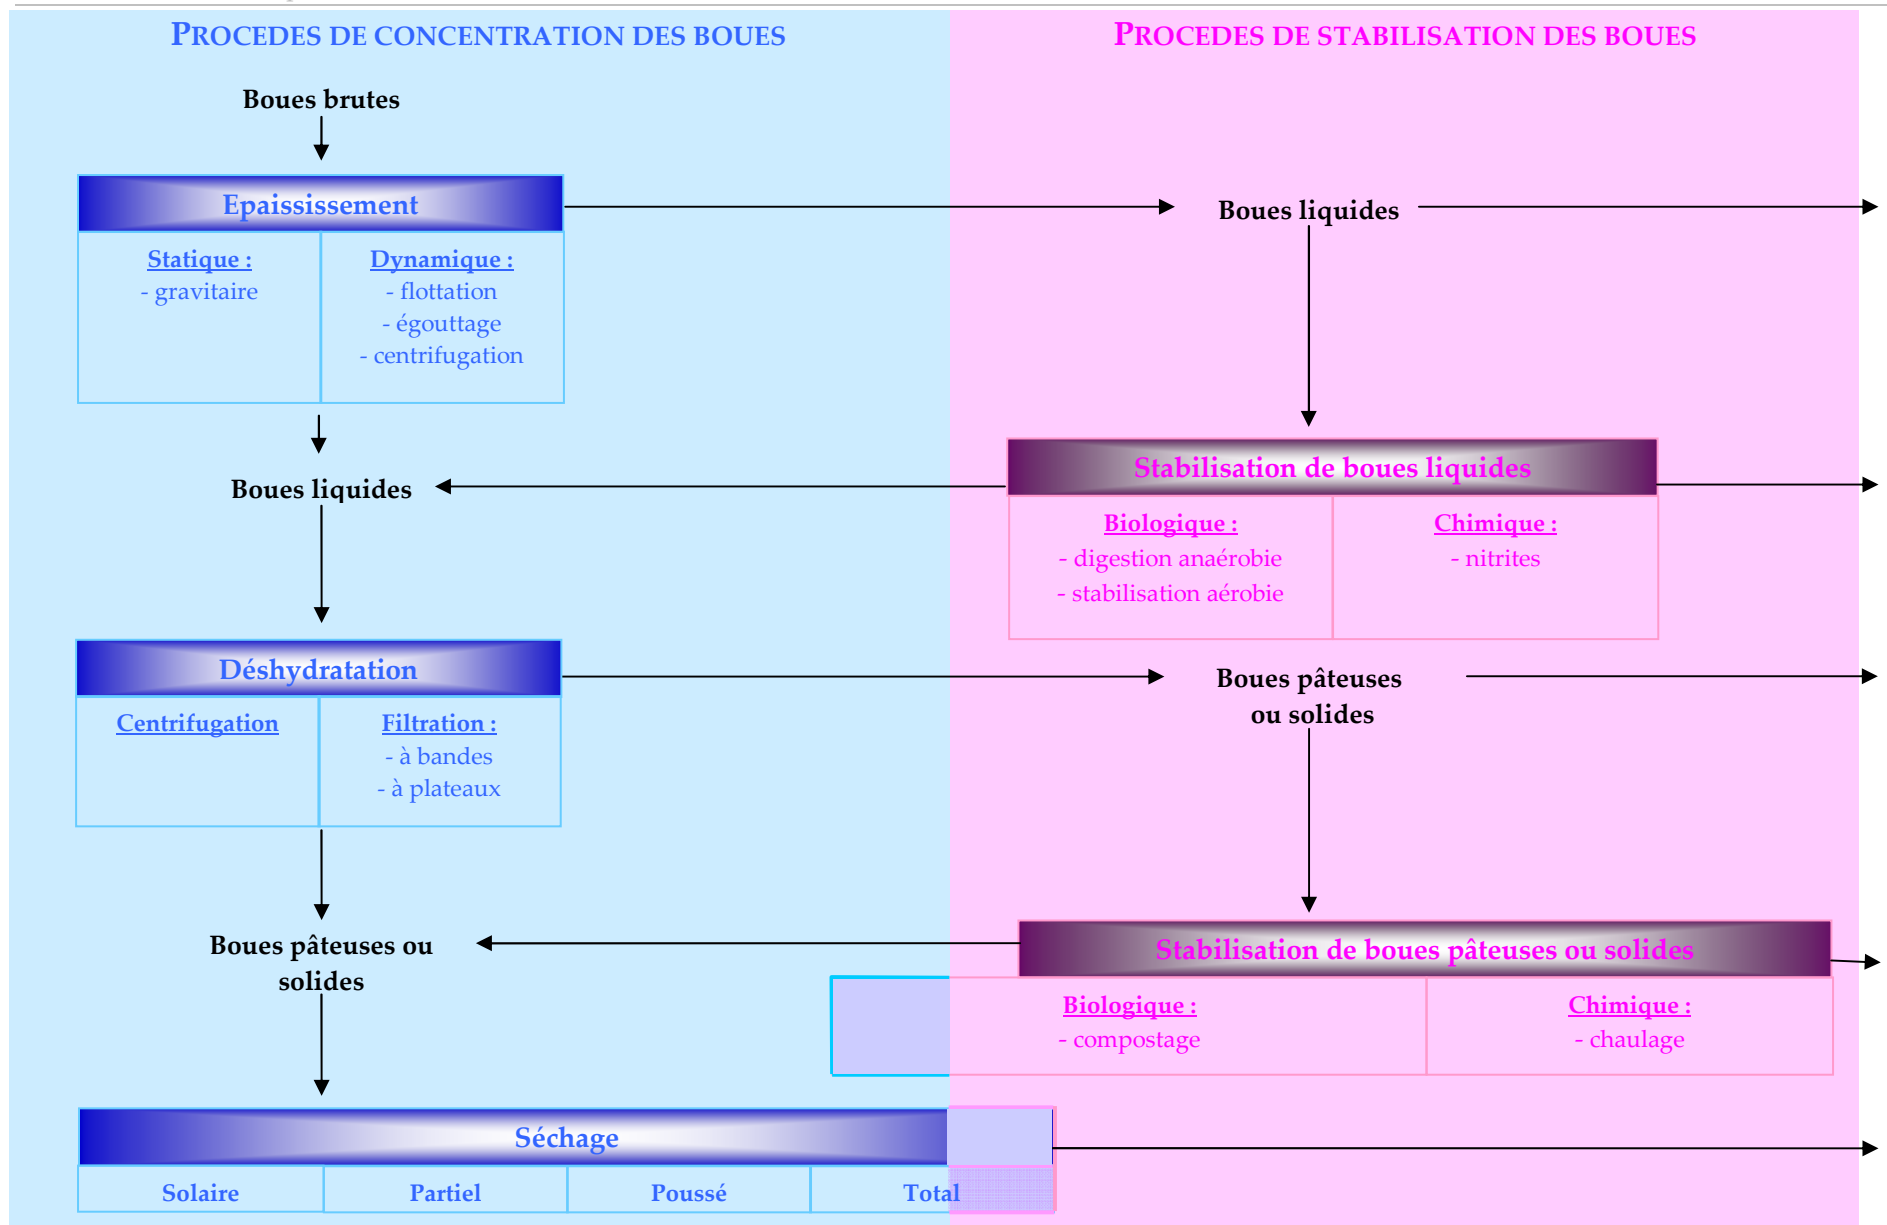 PROCEDES DE CONCENTRATION DES BOUES
PROCEDES DE STABILISATION DES BOUES
Boues brutes
Epaississement
Boues liquides
Statique :
- gravitaire
Dynamique :
- flottation
- égouttage
- centrifugation
Stabilisation de boues liquides
Boues liquides
Biologique :
- digestion anaérobie
- stabilisation aérobie
Chimique :
- nitrites
Déshydratation
Boues pâteuses
ou solides
Centrifugation
Filtration :
- à bandes
- à plateaux
Boues pâteuses ou
solides
Stabilisation de boues pâteuses ou solides
Biologique :
- compostage
Chimique :
- chaulage
Séchage
Solaire
Partiel
Poussé
Total